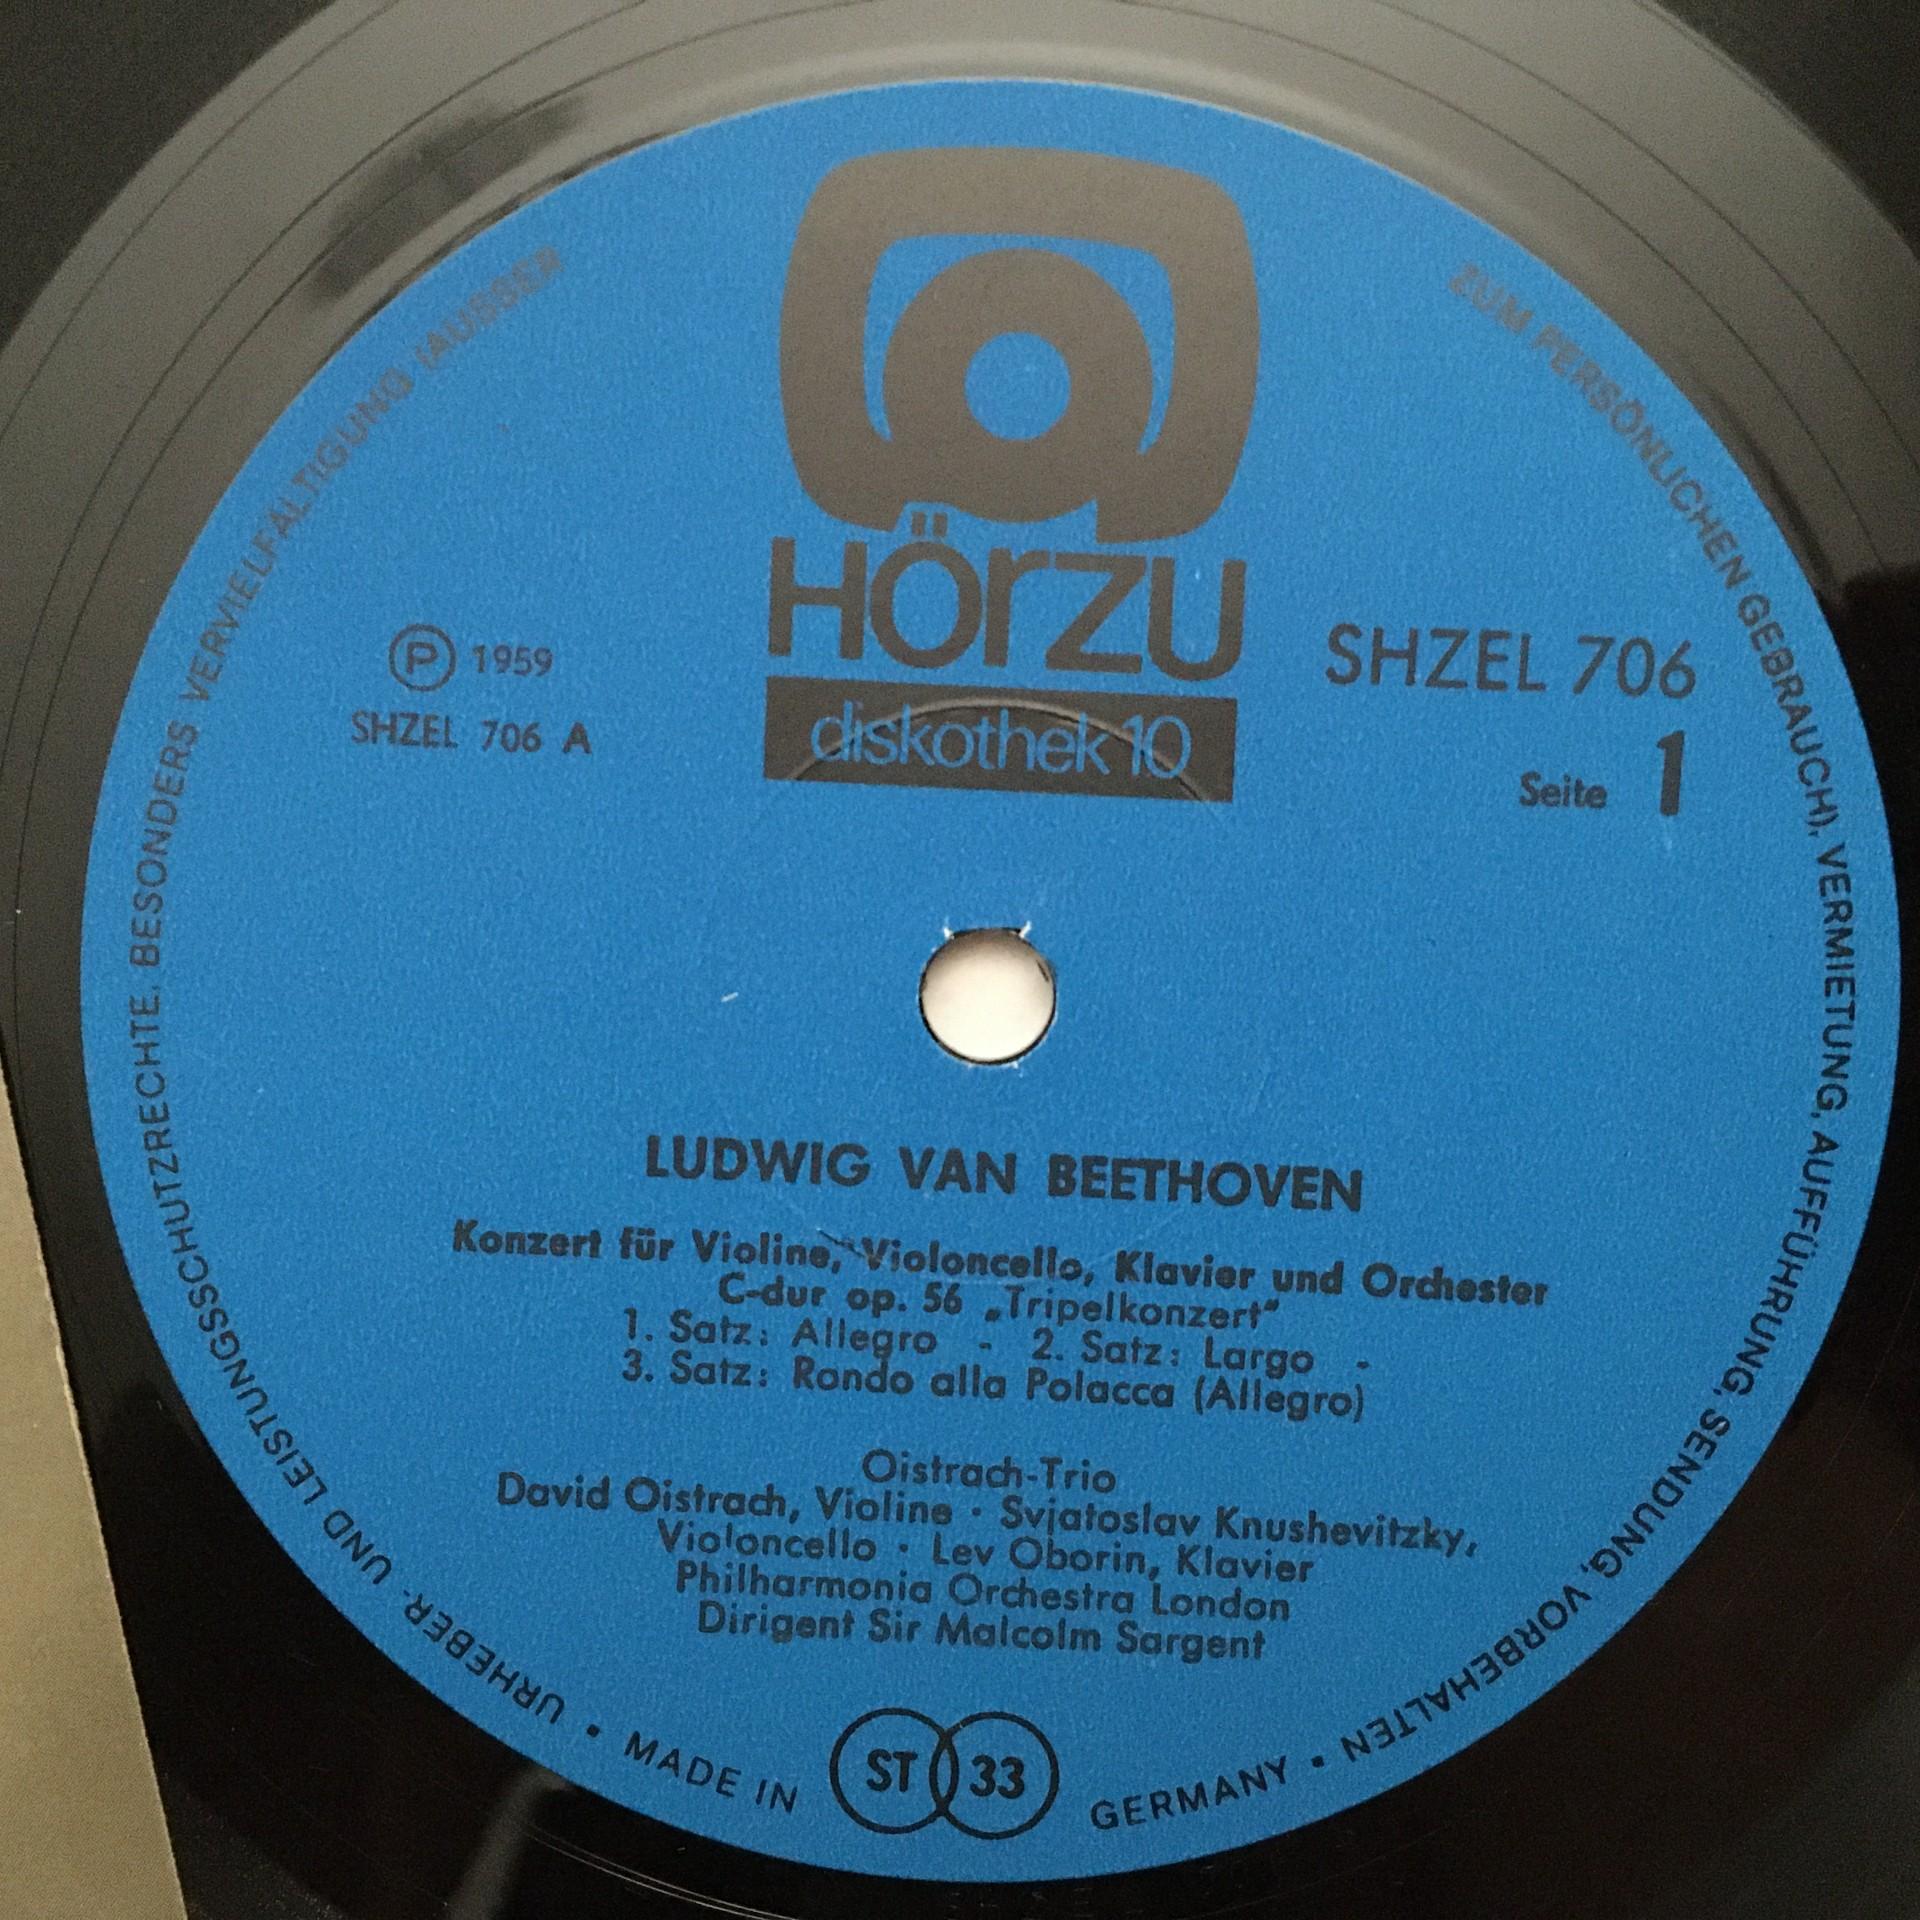 HÖRZU
diskothek 10
Ⓟ 1959
SHZEL 706 A
SHZEL 706
Seite 1
LUDWIG VAN BEETHOVEN
Konzert für Violine, Violoncello, Klavier und Orchester
C-dur op. 56 „Tripelkonzert“
1. Satz: Allegro - 2. Satz: Largo -
3. Satz: Rondo alla Polacca (Allegro)
Oistrach-Trio
David Oistrach, Violine · Svjatoslav Knushevitzky,
Violoncello · Lev Oborin, Klavier
Philharmonia Orchestra London
Dirigent Sir Malcolm Sargent
ST 33
URHEBER- UND LEISTUNGSSCHUTZRECHTE, BESONDERS VERVIELFÄLTIGUNG (AUSSER ZUM PERSÖNLICHEN GEBRAUCH), VERMIETUNG, AUFFÜHRUNG, SENDUNG, VORBEHALTEN • MADE IN GERMANY •